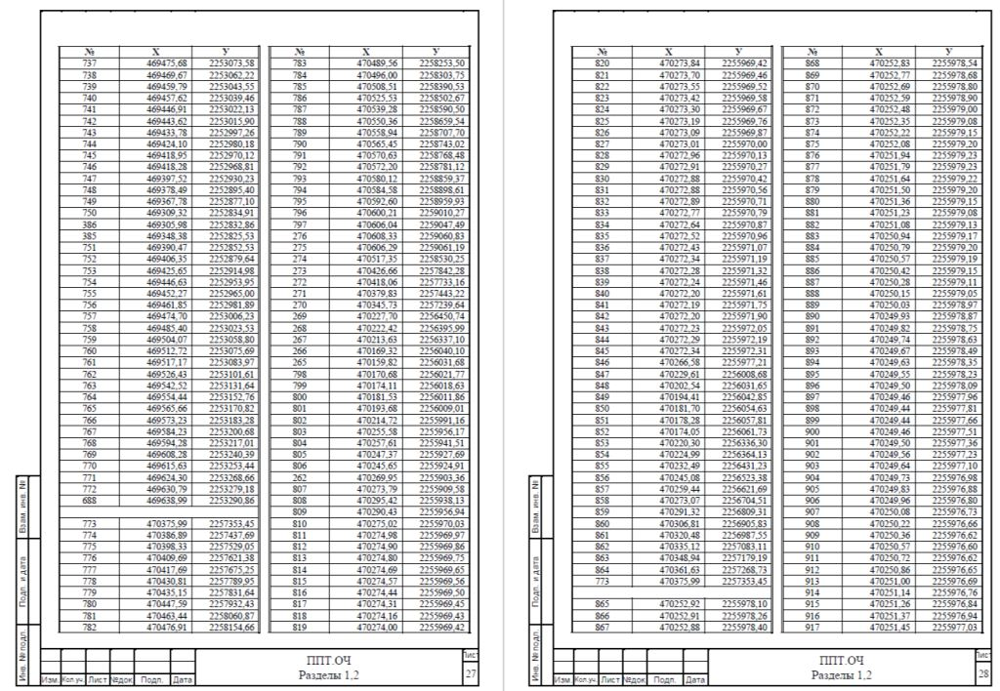 № X У
737 469475,68 2253073,58
738 469469,67 2253062,22
739 469459,79 2253043,55
740 469457,62 2253039,46
741 469446,91 2253022,13
742 469443,62 2253015,90
743 469433,78 2252997,26
744 469424,10 2252980,18
745 469418,95 2252970,12
746 469418,28 2252968,81
747 469397,52 2252930,23
748 469378,49 2252895,40
749 469367,78 2252877,10
750 469309,32 2252834,91
386 469305,98 2252832,86
385 469348,38 2252825,53
751 469390,47 2252852,53
752 469406,35 2252879,64
753 469425,65 2252914,98
754 469446,63 2252953,95
755 469452,27 2252965,00
756 469461,85 2252981,89
757 469474,70 2253006,23
758 469485,40 2253023,53
759 469504,07 2253058,80
760 469512,72 2253075,69
761 469517,17 2253083,97
762 469526,43 2253101,61
763 469542,52 2253131,64
764 469554,44 2253152,76
765 469565,66 2253170,82
766 469573,23 2253183,28
767 469584,23 2253200,68
768 469594,28 2253217,01
769 469608,28 2253240,39
770 469615,63 2253253,44
771 469624,30 2253268,66
772 469630,79 2253279,18
688 469638,99 2253290,86
773 470375,99 2257353,45
774 470386,89 2257437,69
775 470398,33 2257529,05
776 470409,69 2257621,38
777 470417,69 2257675,25
778 470430,81 2257789,95
779 470435,15 2257831,64
780 470447,59 2257932,43
781 470463,44 2258060,87
782 470476,91 2258154,66
№ X У
783 470489,56 2258253,50
784 470496,00 2258303,75
785 470508,51 2258390,53
786 470525,53 2258502,67
787 470539,28 2258590,50
788 470550,36 2258659,54
789 470558,94 2258707,70
790 470565,45 2258743,02
791 470570,63 2258768,48
792 470572,20 2258781,12
793 470580,12 2258859,37
794 470584,58 2258898,61
795 470592,60 2258959,93
796 470600,21 2259010,27
797 470606,04 2259047,49
276 470608,33 2259060,83
275 470606,29 2259061,19
274 470517,35 2258530,25
273 470426,66 2257842,28
272 470418,06 2257733,16
271 470379,83 2257443,22
270 470345,73 2257239,64
269 470227,70 2256450,74
268 470222,42 2256395,99
267 470213,63 2256337,10
266 470169,32 2256040,10
265 470159,82 2256031,68
798 470170,68 2256021,77
799 470174,11 2256018,63
800 470181,53 2256011,86
801 470193,68 2256009,01
802 470214,72 2255991,16
803 470255,58 2255956,17
804 470257,61 2255941,51
805 470247,37 2255927,69
806 470245,65 2255924,91
262 470269,95 2255903,36
807 470273,79 2255909,58
808 470295,42 2255938,13
809 470290,43 2255956,94
810 470275,02 2255970,03
811 470274,98 2255969,97
812 470274,90 2255969,86
813 470274,80 2255969,75
814 470274,69 2255969,65
815 470274,57 2255969,56
816 470274,44 2255969,50
817 470274,31 2255969,45
818 470274,16 2255969,43
819 470274,00 2255969,42
Взам. инв. №
Подп. и дата
Инв. № подл.
Изм. Кол.уч. Лист №док. Подп. Дата
ППТ.ОЧ
Разделы 1,2
Лист
27
№ X У
820 470273,84 2255969,42
821 470273,70 2255969,46
822 470273,55 2255969,52
823 470273,42 2255969,58
824 470273,30 2255969,67
825 470273,19 2255969,76
826 470273,09 2255969,87
827 470273,01 2255970,00
828 470272,96 2255970,13
829 470272,91 2255970,27
830 470272,88 2255970,42
831 470272,88 2255970,56
832 470272,89 2255970,71
833 470272,77 2255970,79
834 470272,64 2255970,87
835 470272,52 2255970,96
836 470272,43 2255971,07
837 470272,34 2255971,19
838 470272,28 2255971,32
839 470272,24 2255971,46
840 470272,20 2255971,61
841 470272,19 2255971,75
842 470272,20 2255971,90
843 470272,23 2255972,05
844 470272,29 2255972,19
845 470272,34 2255972,31
846 470266,58 2255977,21
847 470229,61 2256008,68
848 470202,54 2256031,65
849 470194,41 2256042,85
850 470181,70 2256054,63
851 470178,28 2256057,81
852 470174,05 2256061,73
853 470220,30 2256336,30
854 470224,99 2256364,13
855 470232,49 2256431,23
856 470245,08 2256523,38
857 470259,44 2256621,69
858 470273,07 2256704,51
859 470291,32 2256809,31
860 470306,81 2256905,83
861 470320,48 2256987,55
862 470335,12 2257083,11
863 470348,94 2257179,19
864 470361,63 2257268,73
773 470375,99 2257353,45
865 470252,92 2255978,10
866 470252,91 2255978,26
867 470252,88 2255978,40
№ X У
868 470252,83 2255978,54
869 470252,77 2255978,68
870 470252,69 2255978,80
871 470252,59 2255978,90
872 470252,48 2255979,00
873 470252,35 2255979,08
874 470252,22 2255979,15
875 470252,08 2255979,20
876 470251,94 2255979,23
877 470251,79 2255979,23
878 470251,64 2255979,22
879 470251,50 2255979,20
880 470251,36 2255979,15
881 470251,23 2255979,08
882 470251,08 2255979,13
883 470250,94 2255979,17
884 470250,79 2255979,20
885 470250,57 2255979,19
886 470250,42 2255979,15
887 470250,28 2255979,11
888 470250,15 2255979,05
889 470250,03 2255978,97
890 470249,93 2255978,87
891 470249,82 2255978,75
892 470249,74 2255978,63
893 470249,67 2255978,49
894 470249,63 2255978,35
895 470249,55 2255978,23
896 470249,50 2255978,09
897 470249,46 2255977,96
898 470249,44 2255977,81
899 470249,44 2255977,66
900 470249,46 2255977,51
901 470249,50 2255977,36
902 470249,56 2255977,23
903 470249,64 2255977,10
904 470249,73 2255976,98
905 470249,83 2255976,88
906 470249,96 2255976,80
907 470250,08 2255976,73
908 470250,22 2255976,66
909 470250,36 2255976,62
910 470250,57 2255976,60
911 470250,72 2255976,62
912 470250,86 2255976,65
913 470251,00 2255976,69
914 470251,14 2255976,76
915 470251,26 2255976,84
916 470251,37 2255976,94
917 470251,45 2255977,03
Взам. инв. №
Подп. и дата
Инв. № подл.
Изм. Кол.уч. Лист №док. Подп. Дата
ППТ.ОЧ
Разделы 1,2
Лист
28